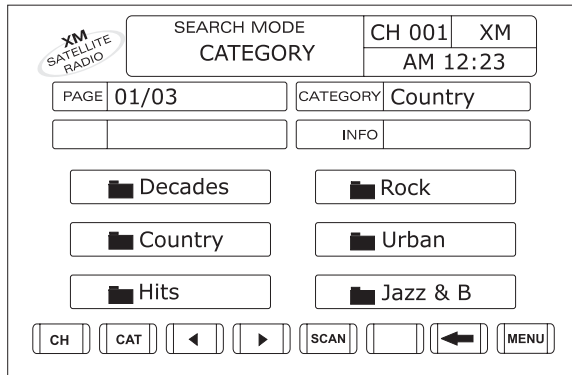 XM
SATELLITE
RADIO
SEARCH MODE
CATEGORY
CH 001 XM
AM 12:23
PAGE 01/03
CATEGORY Country
INFO
Decades Rock
Country Urban
Hits Jazz & B
CH CAT SCAN MENU